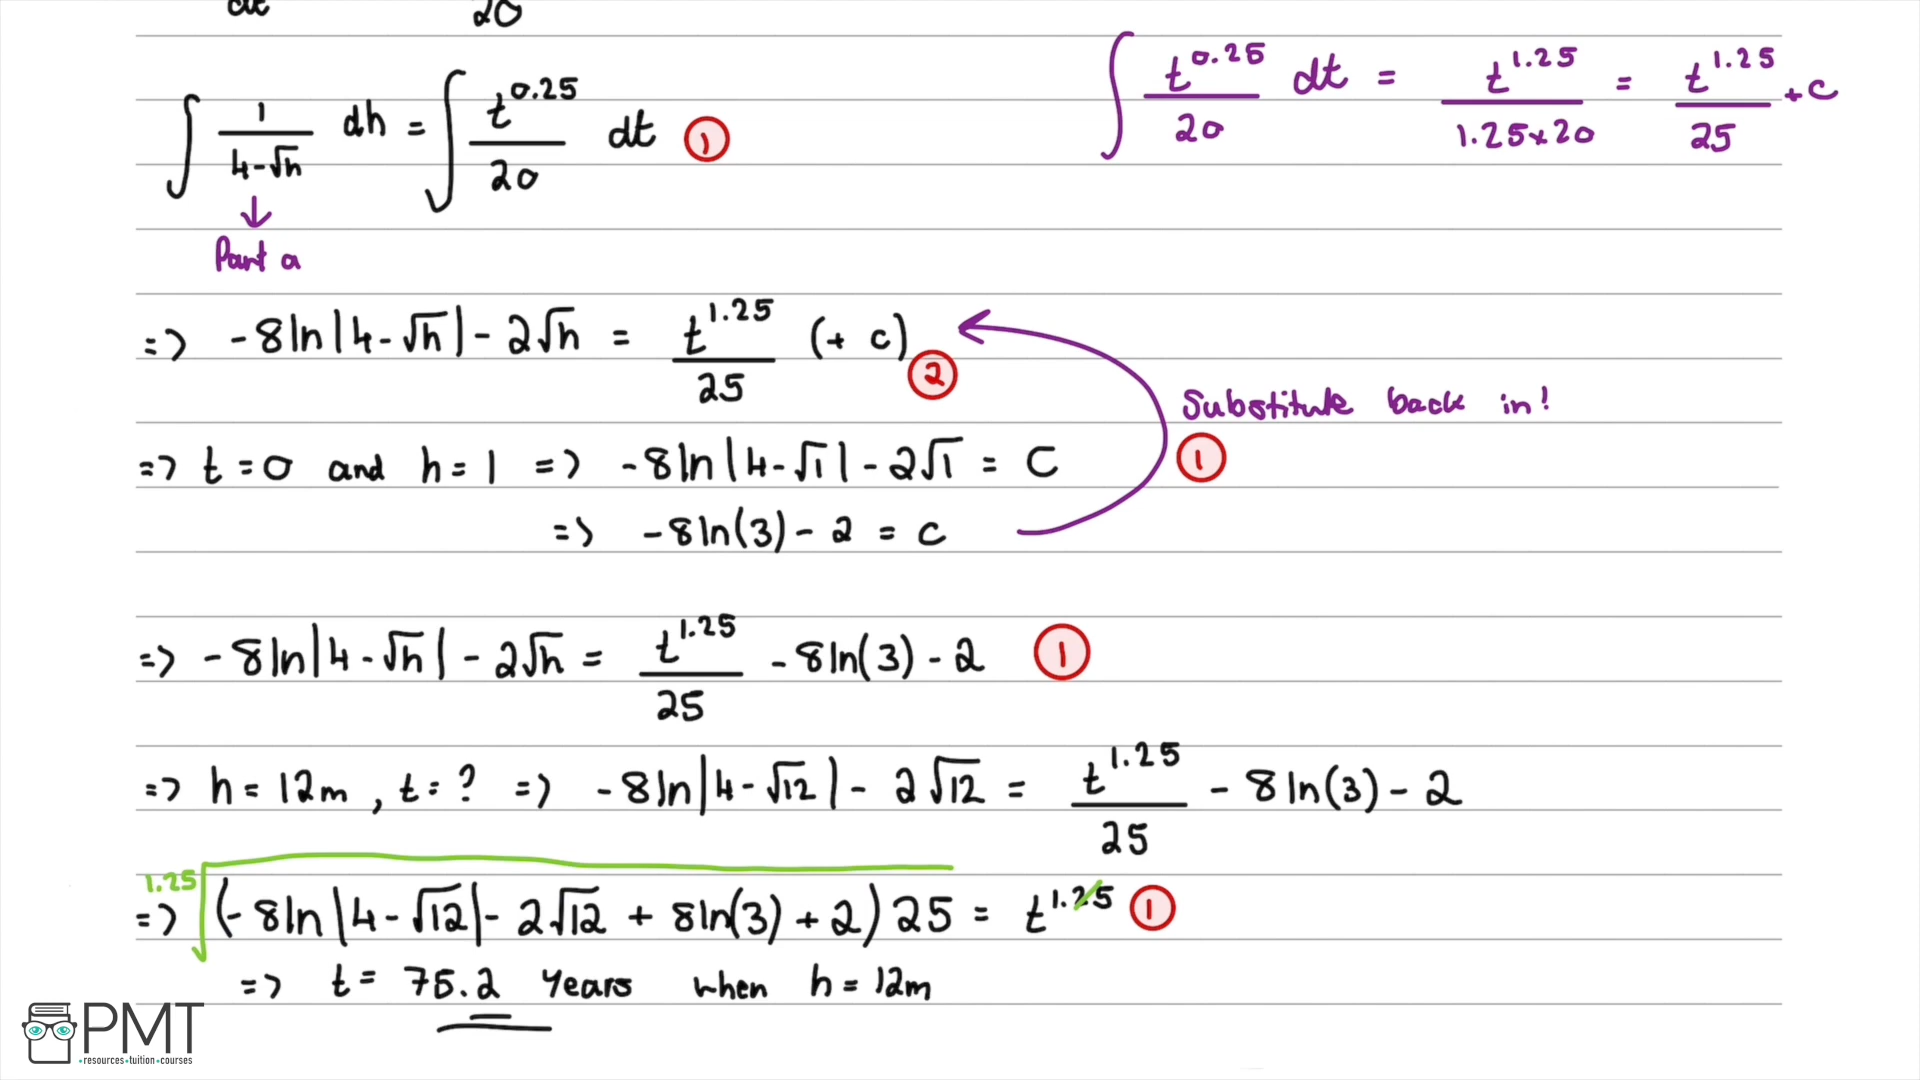 dt 20
∫ 1/(4-√h) dh = ∫ t^0.25/20 dt ①
∫ t^0.25/20 dt = t^1.25/(1.25×20) = t^1.25/25 + c
↓
Part a
=> -8ln|4-√h| - 2√h = t^1.25/25 (+ c) ②
Substitute back in!
①
=> t=0 and h=1 => -8ln|4-√1| - 2√1 = C
=> -8ln(3) - 2 = c
=> -8ln|4-√h| - 2√h = t^1.25/25 - 8ln(3) - 2 ①
=> h = 12m, t = ? => -8ln|4-√12| - 2√12 = t^1.25/25 - 8ln(3) - 2
=> 1.25√(-8ln|4-√12| - 2√12 + 8ln(3) + 2)25 = t^1.25 ①
=> t = 75.2 years when h = 12m
PMT
•resources•tuition•courses